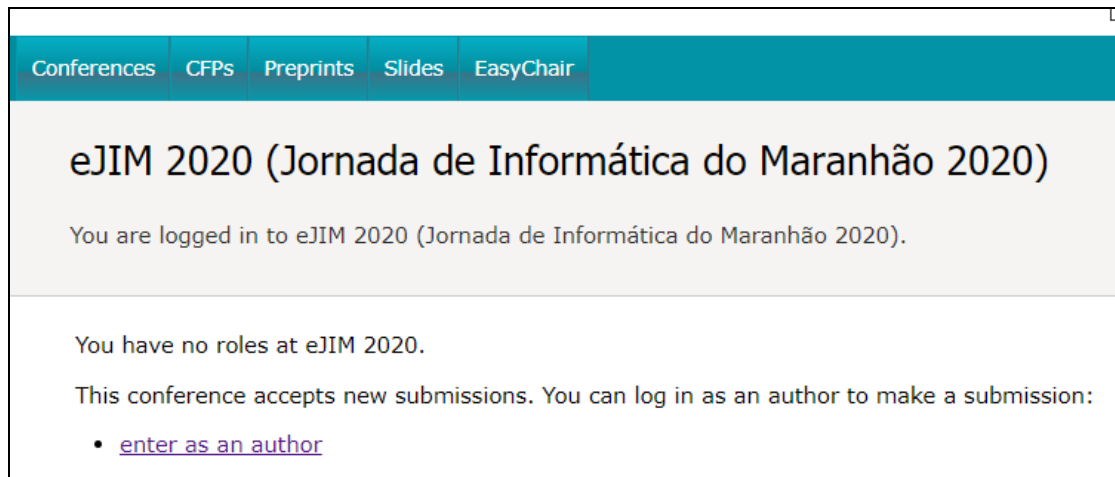 Conferences CFPs Preprints Slides EasyChair
eJIM 2020 (Jornada de Informática do Maranhão 2020)
You are logged in to eJIM 2020 (Jornada de Informática do Maranhão 2020).
You have no roles at eJIM 2020.
This conference accepts new submissions. You can log in as an author to make a submission:
• enter as an author